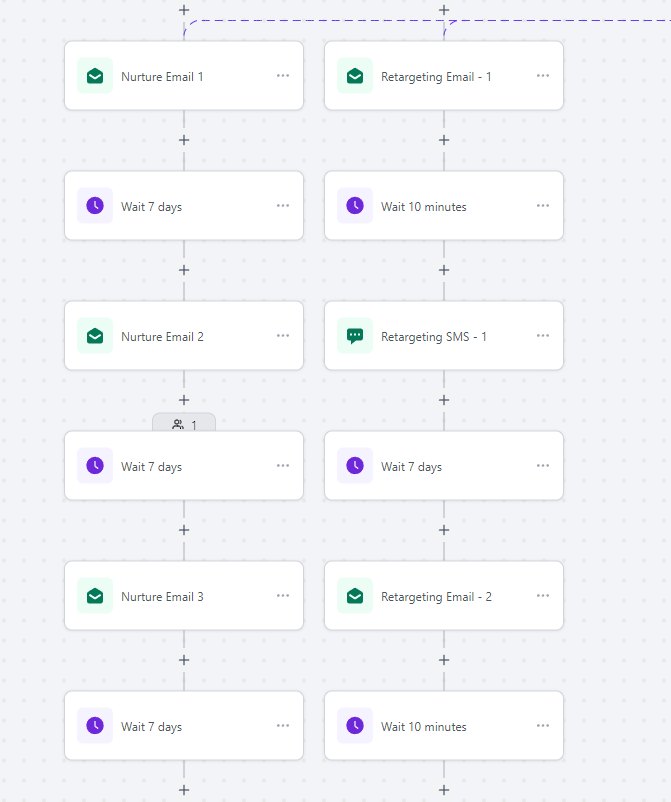 Nurture Email 1
Retargeting Email - 1
Wait 7 days
Wait 10 minutes
Nurture Email 2
Retargeting SMS - 1
1
Wait 7 days
Wait 7 days
Nurture Email 3
Retargeting Email - 2
Wait 7 days
Wait 10 minutes